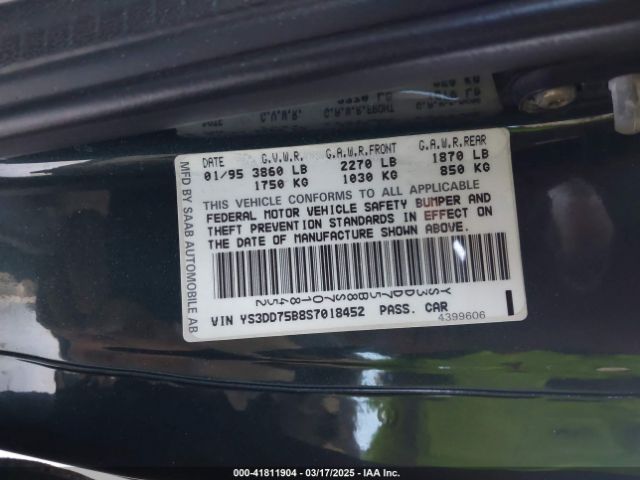 DATE G.V.W.R. G.A.W.R.FRONT G.A.W.R.REAR
01/95 3860 LB 2270 LB 1870 LB
1750 KG 1030 KG 850 KG
THIS VEHICLE CONFORMS TO ALL APPLICABLE
FEDERAL MOTOR VEHICLE SAFETY BUMPER AND
THEFT PREVENTION STANDARDS IN EFFECT ON
THE DATE OF MANUFACTURE SHOWN ABOVE.
YS3DD75B8S7018452
VIN YS3DD75B8S7018452 PASS. CAR
4399606
MFD BY SAAB AUTOMOBILE AB
000-41811904 | 03/17/2025 | IAA Inc.